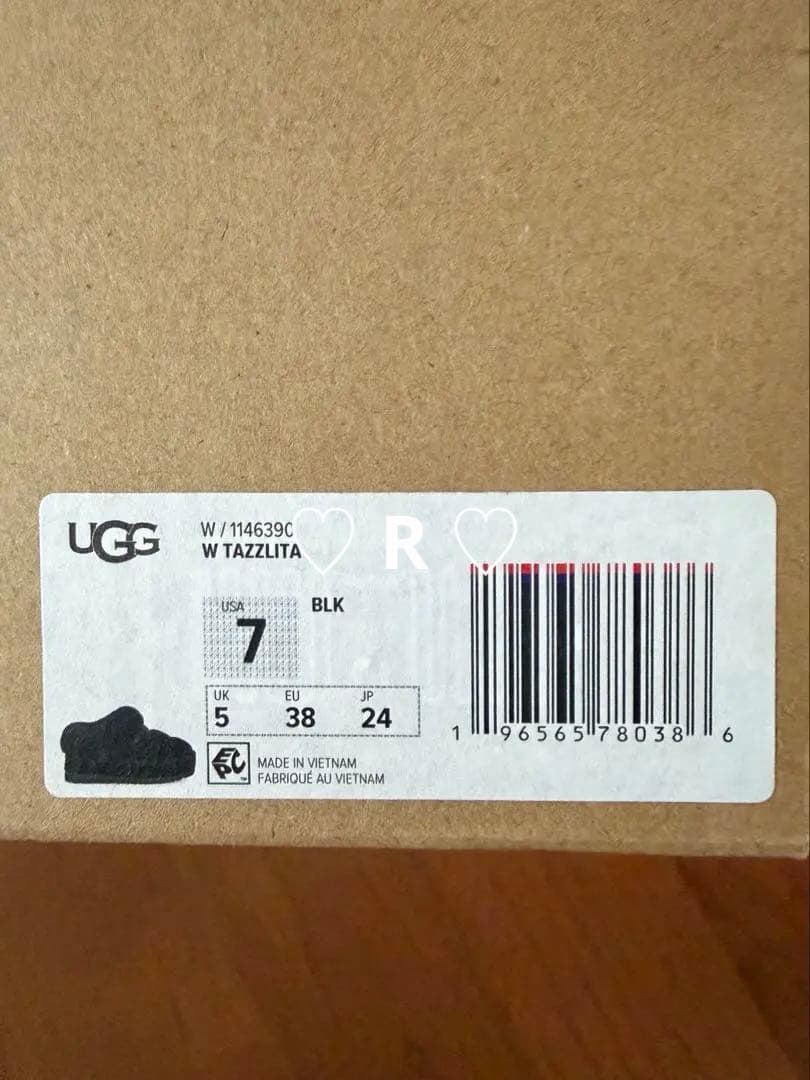 UGG
W / 1146390
W TAZZLITA
♡ R ♡
USA
7
BLK
UK EU JP
5 38 24
EPC
MADE IN VIETNAM
FABRIQUÉ AU VIETNAM
1 96565 78038 6